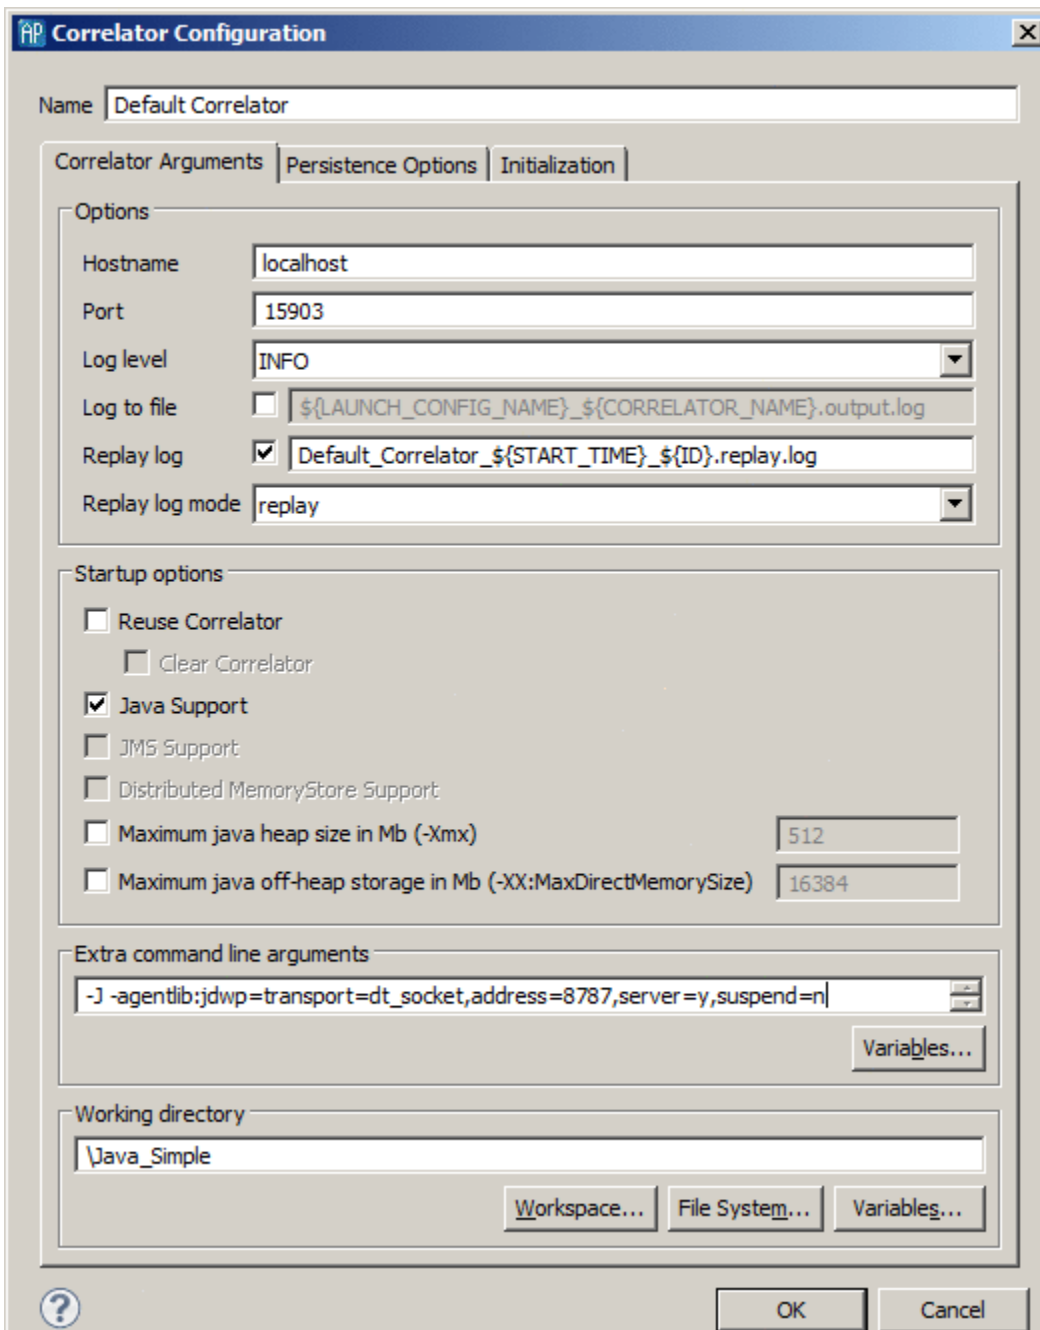 AP Correlator Configuration
Name Default Correlator
Correlator Arguments Persistence Options Initialization
Options
Hostname localhost
Port 15903
Log level INFO
Log to file ${LAUNCH_CONFIG_NAME}_${CORRELATOR_NAME}.output.log
Replay log Default_Correlator_${START_TIME}_${ID}.replay.log
Replay log mode replay
Startup options
Reuse Correlator
Clear Correlator
Java Support
JMS Support
Distributed MemoryStore Support
Maximum java heap size in Mb (-Xmx) 512
Maximum java off-heap storage in Mb (-XX:MaxDirectMemorySize) 16384
Extra command line arguments
-J -agentlib:jdwp=transport=dt_socket,address=8787,server=y,suspend=n
Variables...
Working directory
\Java_Simple
Workspace... File System... Variables...
? OK Cancel